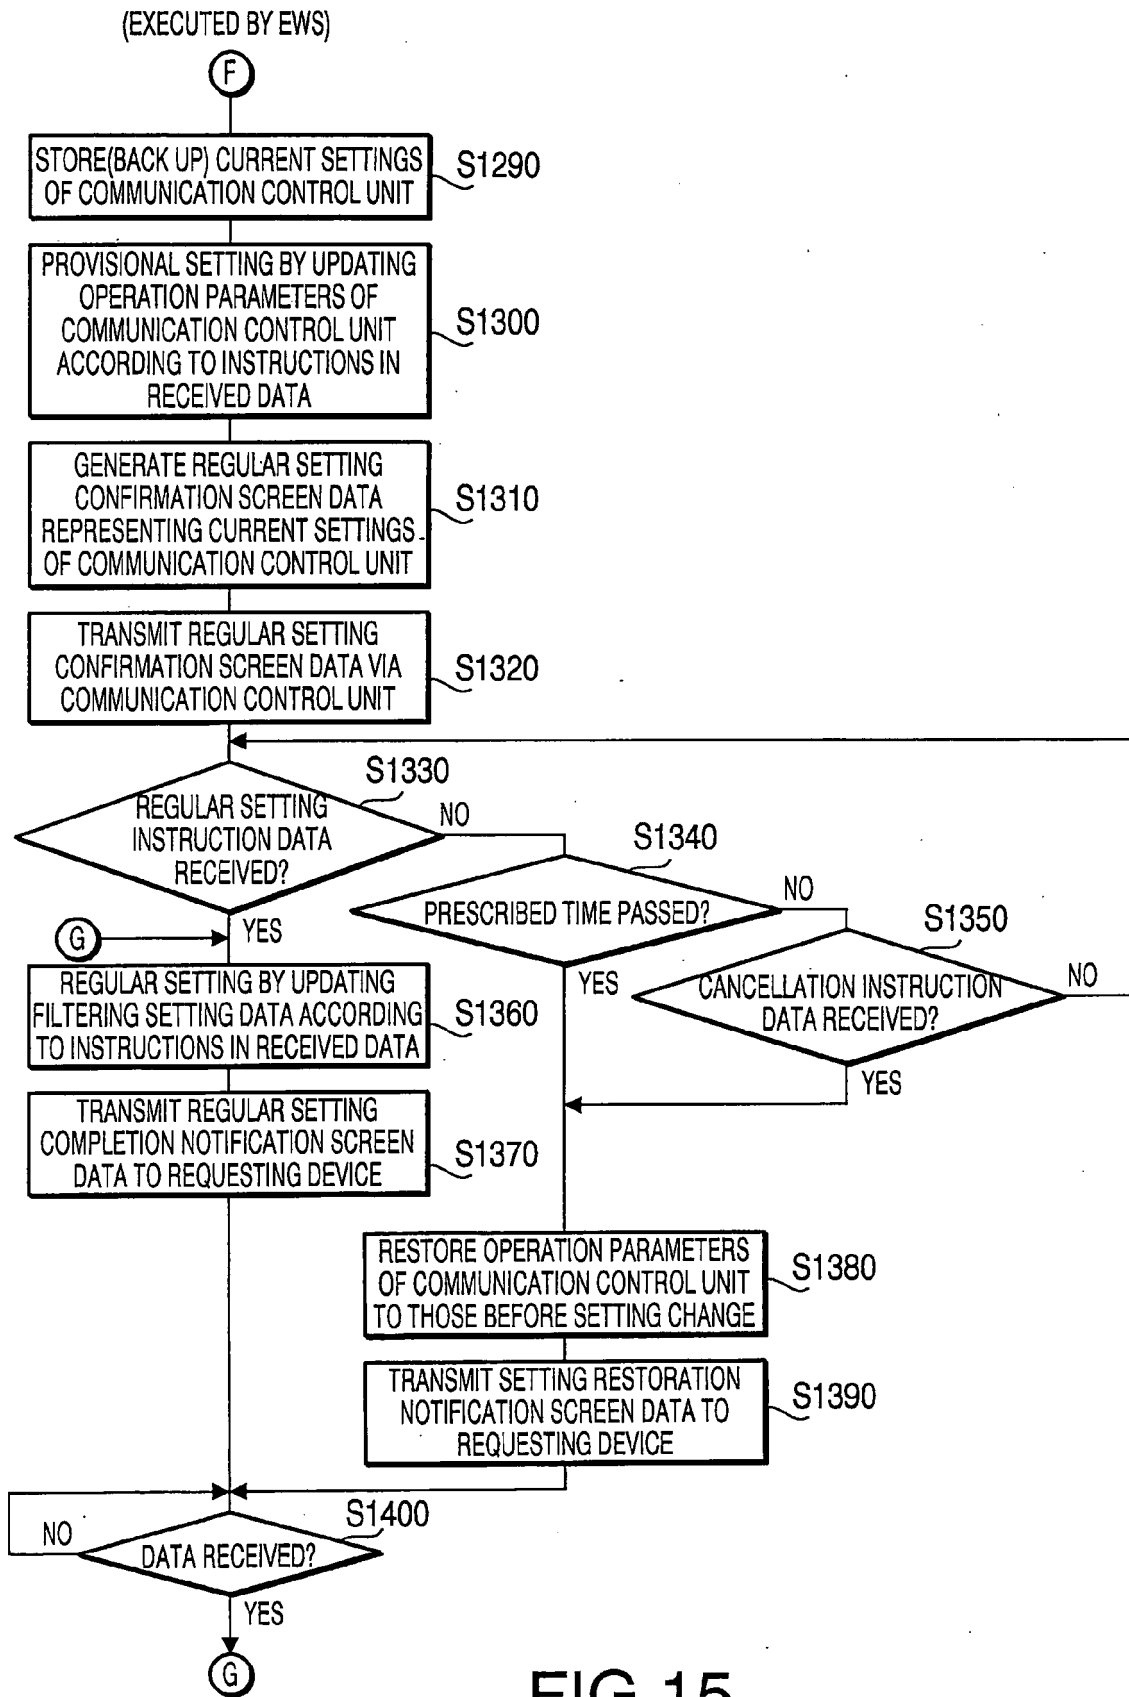 (EXECUTED BY EWS)
F
STORE(BACK UP) CURRENT SETTINGS
OF COMMUNICATION CONTROL UNIT
S1290
PROVISIONAL SETTING BY UPDATING
OPERATION PARAMETERS OF
COMMUNICATION CONTROL UNIT
ACCORDING TO INSTRUCTIONS IN
RECEIVED DATA
S1300
GENERATE REGULAR SETTING
CONFIRMATION SCREEN DATA
REPRESENTING CURRENT SETTINGS
OF COMMUNICATION CONTROL UNIT
S1310
TRANSMIT REGULAR SETTING
CONFIRMATION SCREEN DATA VIA
COMMUNICATION CONTROL UNIT
S1320
S1330
REGULAR SETTING
INSTRUCTION DATA
RECEIVED?
NO
YES
S1340
PRESCRIBED TIME PASSED?
NO
YES
S1350
CANCELLATION INSTRUCTION
DATA RECEIVED?
NO
YES
G
REGULAR SETTING BY UPDATING
FILTERING SETTING DATA ACCORDING
TO INSTRUCTIONS IN RECEIVED DATA
S1360
TRANSMIT REGULAR SETTING
COMPLETION NOTIFICATION SCREEN
DATA TO REQUESTING DEVICE
S1370
RESTORE OPERATION PARAMETERS
OF COMMUNICATION CONTROL UNIT
TO THOSE BEFORE SETTING CHANGE
S1380
TRANSMIT SETTING RESTORATION
NOTIFICATION SCREEN DATA TO
REQUESTING DEVICE
S1390
S1400
DATA RECEIVED?
NO
YES
G
FIG.15